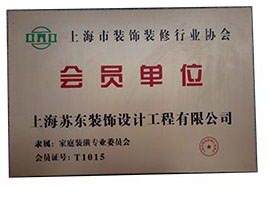 上海市装饰装修行业协会
会员单位
上海苏东装饰设计工程有限公司
隶属：家庭装潢专业委员会
会员证号：T1015